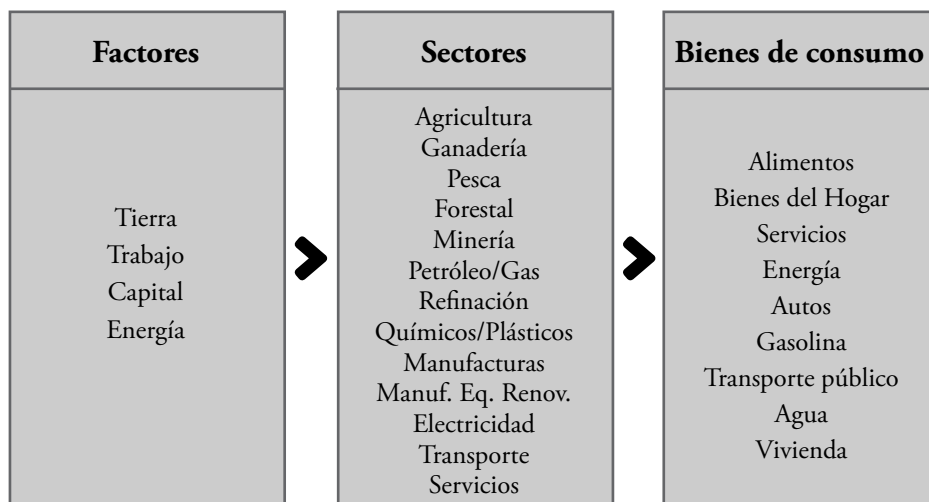 Factores
Tierra
Trabajo
Capital
Energía
Sectores
Agricultura
Ganadería
Pesca
Forestal
Minería
Petróleo/Gas
Refinación
Químicos/Plásticos
Manufacturas
Manuf. Eq. Renov.
Electricidad
Transporte
Servicios
Bienes de consumo
Alimentos
Bienes del Hogar
Servicios
Energía
Autos
Gasolina
Transporte público
Agua
Vivienda